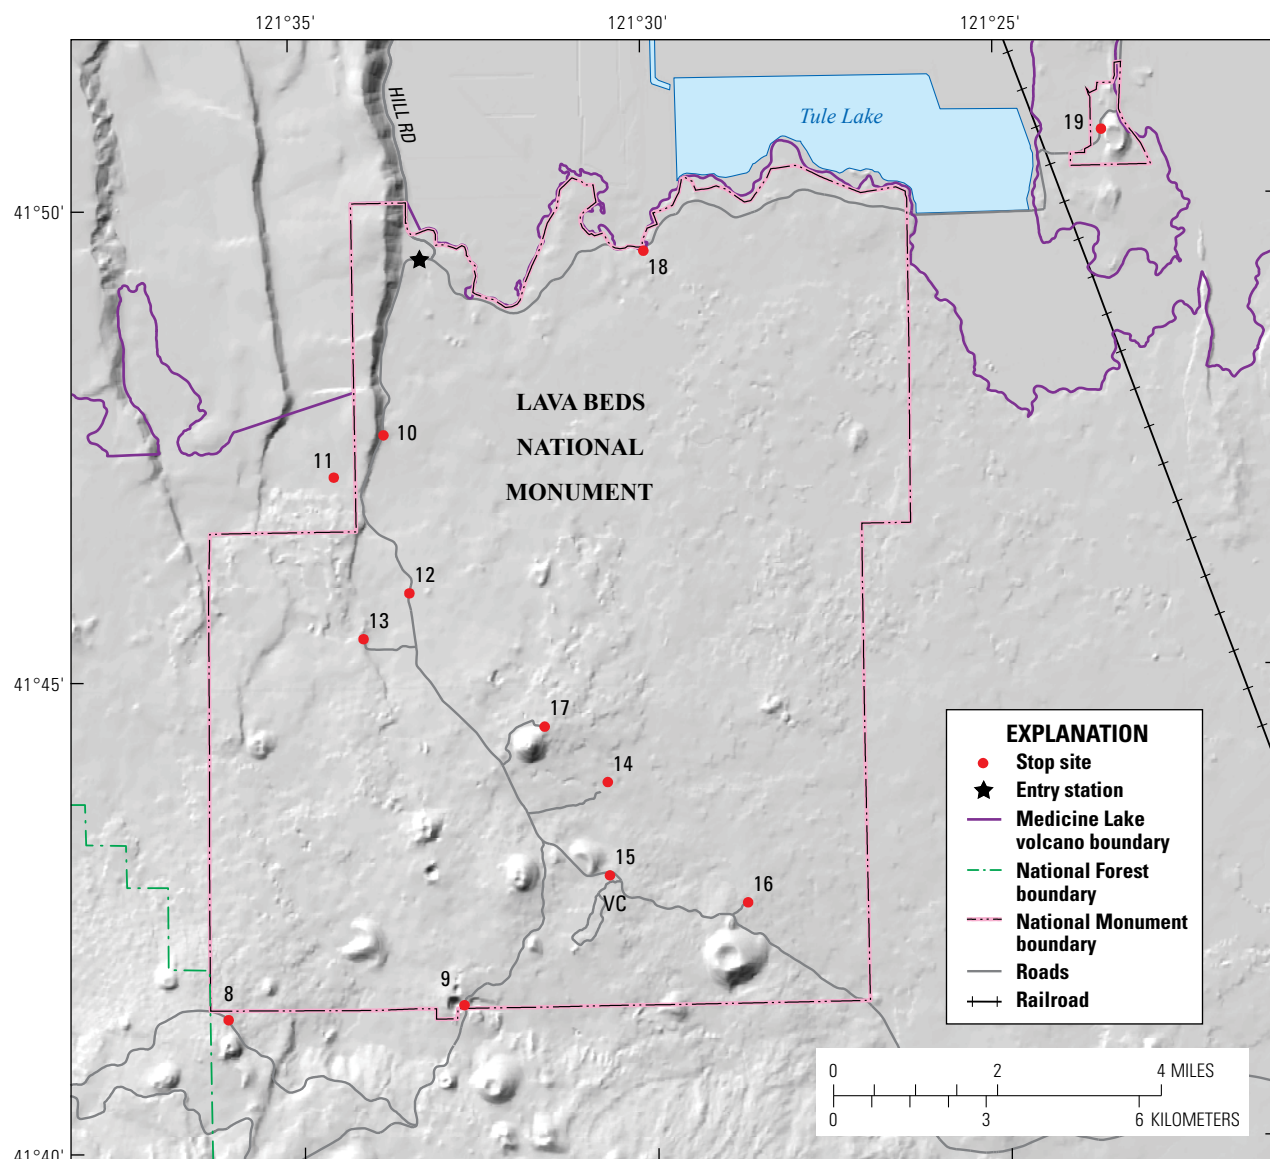 121°35'
121°30'
121°25'
HILL RD
Tule Lake
19
41°50'
18
LAVA BEDS
NATIONAL
MONUMENT
10
11
12
13
41°45'
17
14
15
16
VC
9
8
41°40'
EXPLANATION
Stop site
Entry station
Medicine Lake
volcano boundary
National Forest
boundary
National Monument
boundary
Roads
Railroad
0 2 4 MILES
0 3 6 KILOMETERS